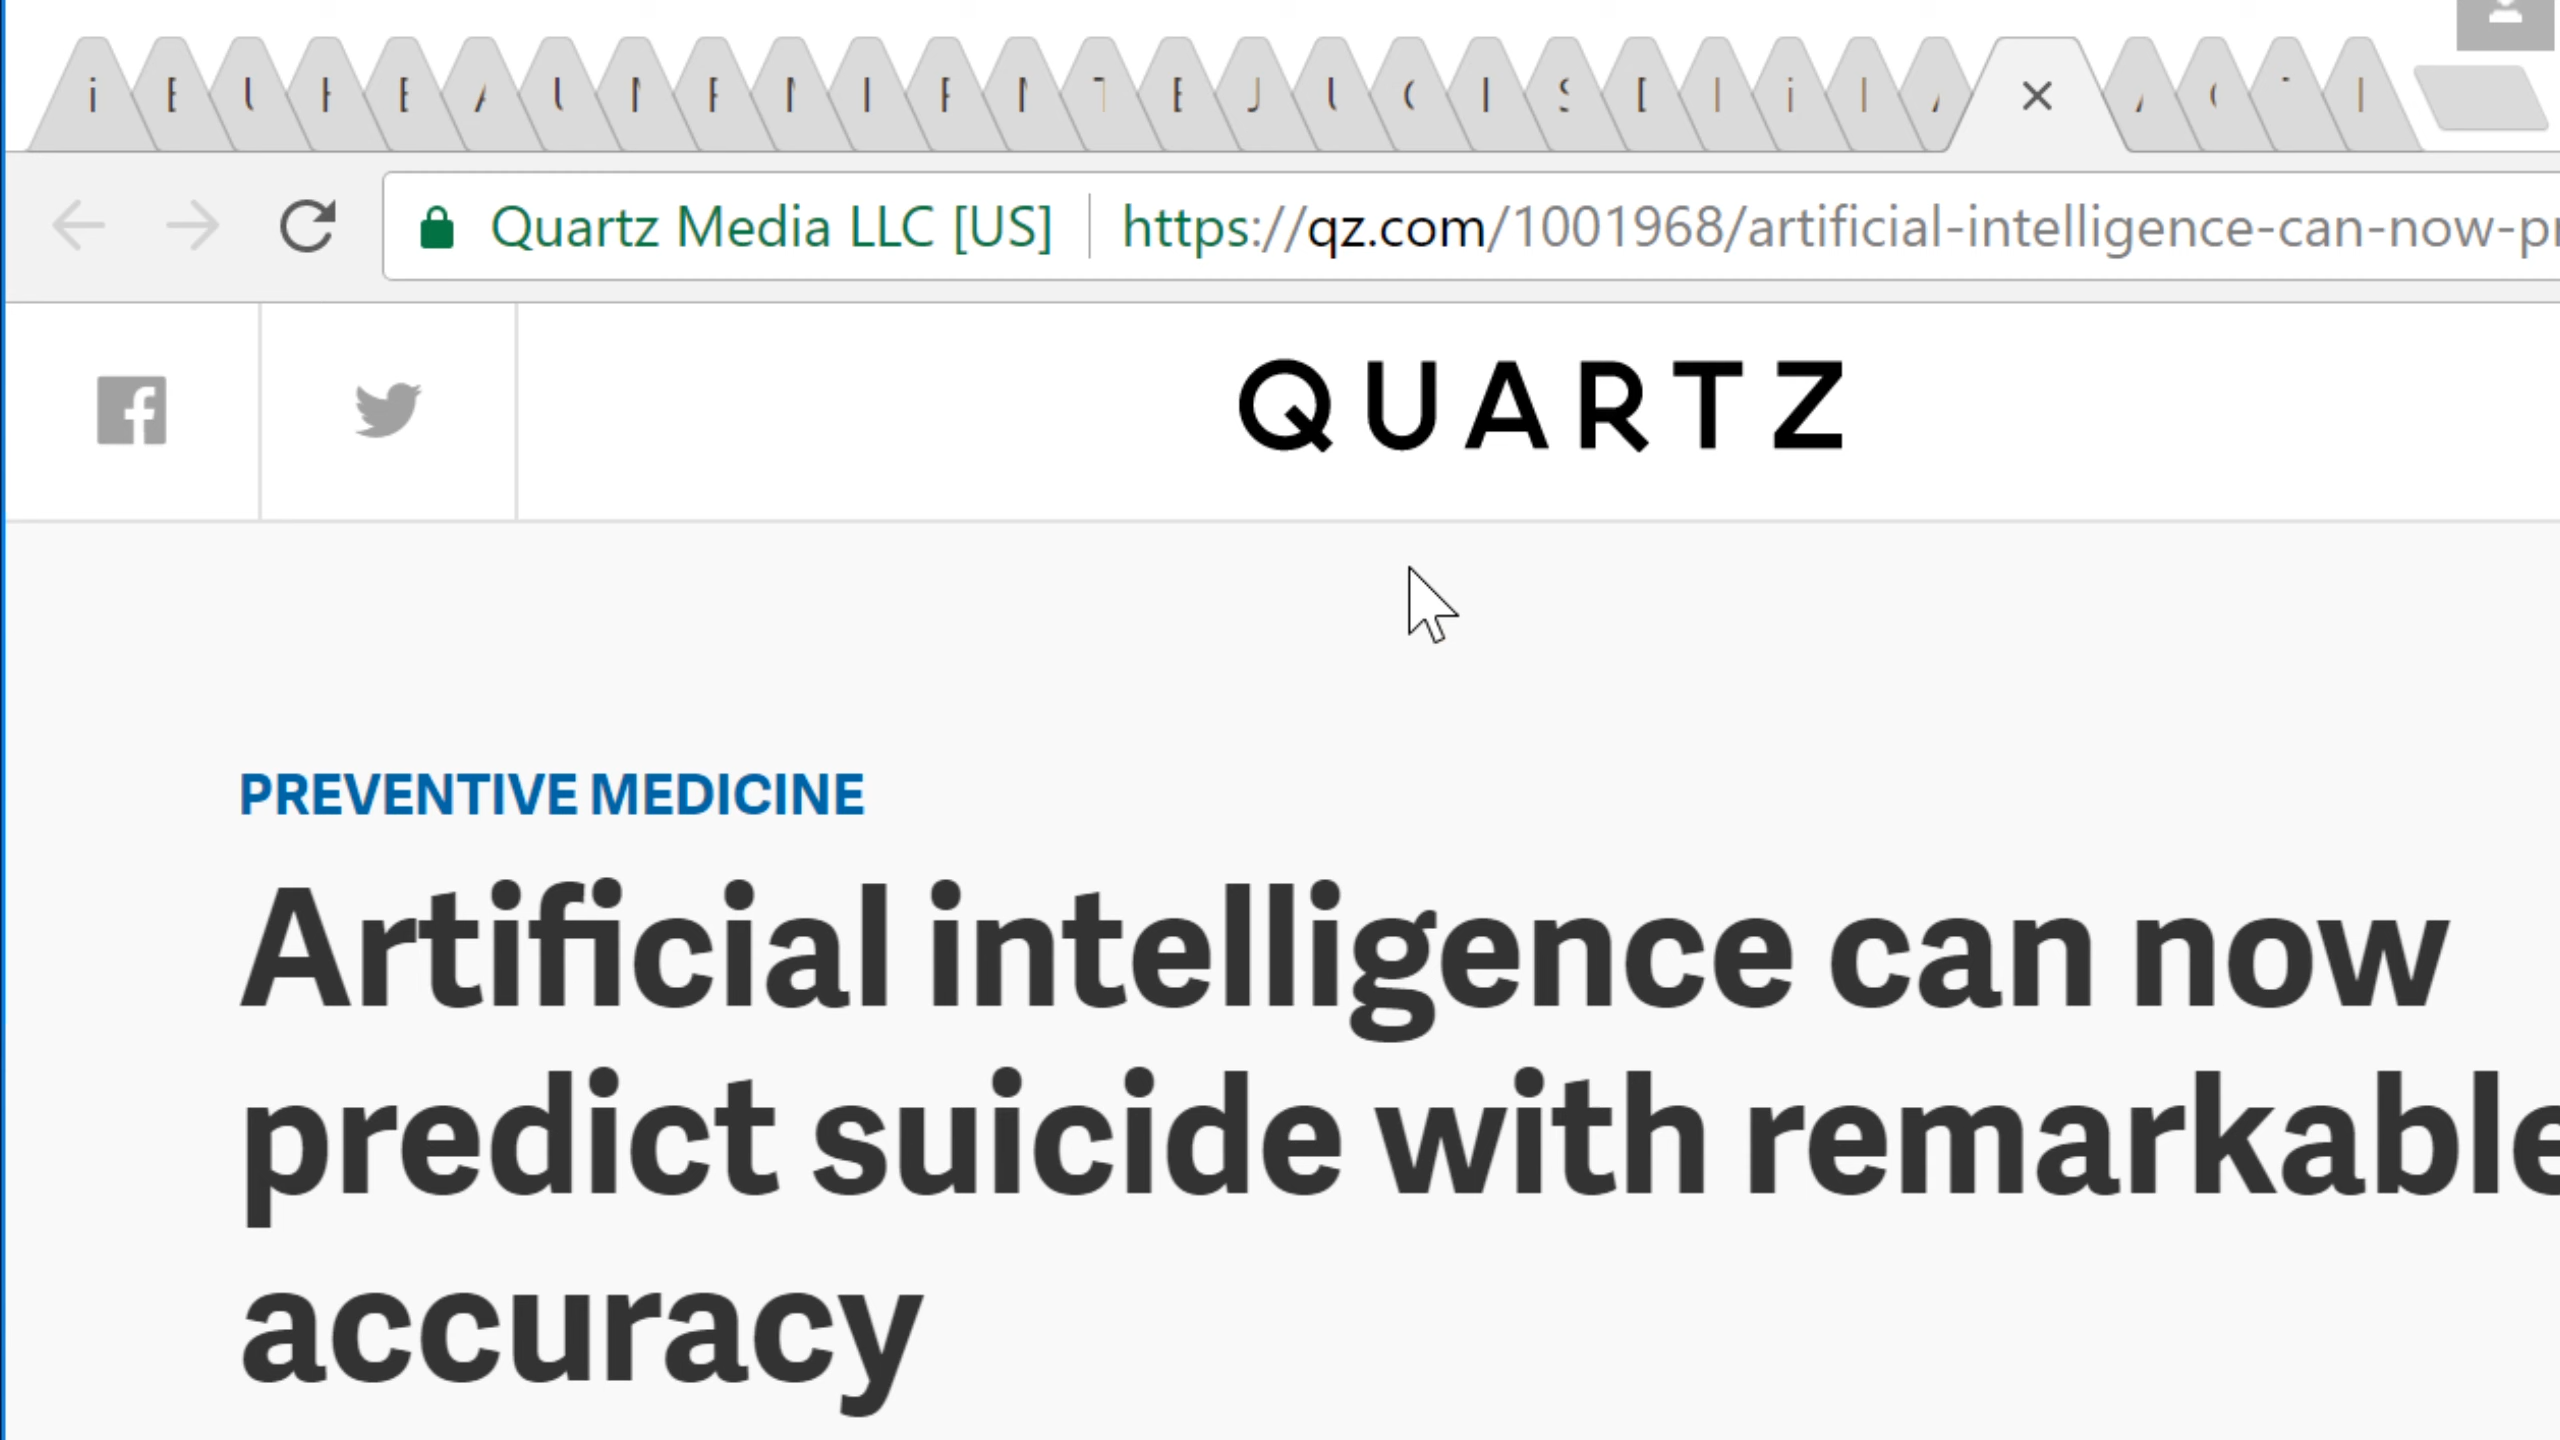 Quartz Media LLC [US] https://qz.com/1001968/artificial-intelligence-can-now-pr
QUARTZ
PREVENTIVE MEDICINE
Artificial intelligence can now
predict suicide with remarkable
accuracy